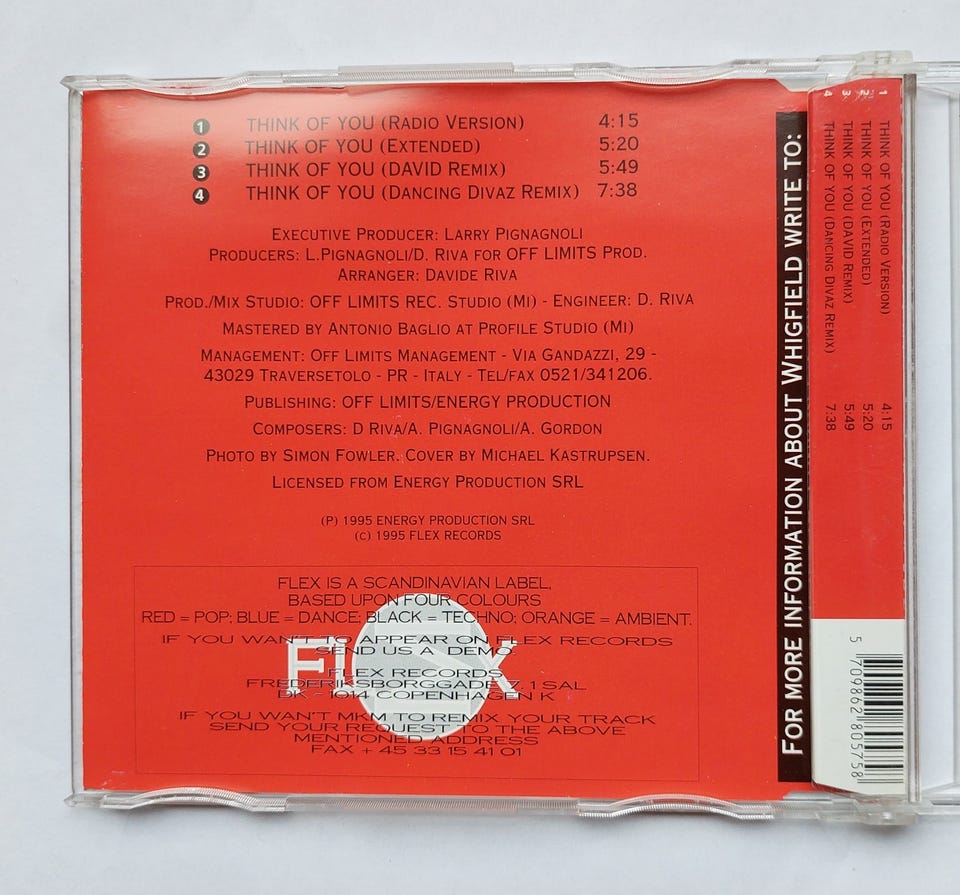 1 THINK OF YOU (RADIO VERSION) 4:15
2 THINK OF YOU (EXTENDED) 5:20
3 THINK OF YOU (DAVID REMIX) 5:49
4 THINK OF YOU (DANCING DIVAZ REMIX) 7:38
EXECUTIVE PRODUCER: LARRY PIGNAGNOLI
PRODUCERS: L.PIGNAGNOLI/D. RIVA FOR OFF LIMITS PROD.
ARRANGER: DAVIDE RIVA
PROD./MIX STUDIO: OFF LIMITS REC. STUDIO (MI) - ENGINEER: D. RIVA
MASTERED BY ANTONIO BAGLIO AT PROFILE STUDIO (MI)
MANAGEMENT: OFF LIMITS MANAGEMENT - VIA GANDAZZI, 29 -
43029 TRAVERSETOLO - PR - ITALY - TEL/FAX 0521/341206.
PUBLISHING: OFF LIMITS/ENERGY PRODUCTION
COMPOSERS: D RIVA/A. PIGNAGNOLI/A. GORDON
PHOTO BY SIMON FOWLER. COVER BY MICHAEL KASTRUPSEN.
LICENSED FROM ENERGY PRODUCTION SRL
(P) 1995 ENERGY PRODUCTION SRL
(C) 1995 FLEX RECORDS
FLEX IS A SCANDINAVIAN LABEL,
BASED UPON FOUR COLOURS
RED = POP; BLUE = DANCE; BLACK = TECHNO; ORANGE = AMBIENT.
IF YOU WAN'T TO APPEAR ON FLEX RECORDS
SEND US A DEMO.
FLEX
FLEX RECORDS
FREDERIKSBORGGADE 7. 1 SAL
DK - 1014 COPENHAGEN K
IF YOU WAN'T MKM TO REMIX YOUR TRACK
SEND YOUR REQUEST TO THE ABOVE
MENTIONED ADDRESS
FAX + 45 33 15 41 01
FOR MORE INFORMATION ABOUT WHIGFIELD WRITE TO:
1 THINK OF YOU (RADIO VERSION) 4:15
2 THINK OF YOU (EXTENDED) 5:20
3 THINK OF YOU (DAVID REMIX) 5:49
4 THINK OF YOU (DANCING DIVAZ REMIX) 7:38
5 709862 805758